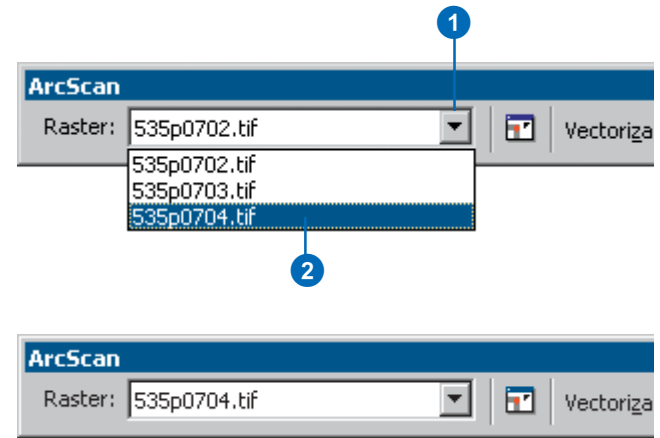 1
ArcScan
Raster: 535p0702.tif Vectoriza
535p0702.tif
535p0703.tif
535p0704.tif
2
ArcScan
Raster: 535p0704.tif Vectoriza